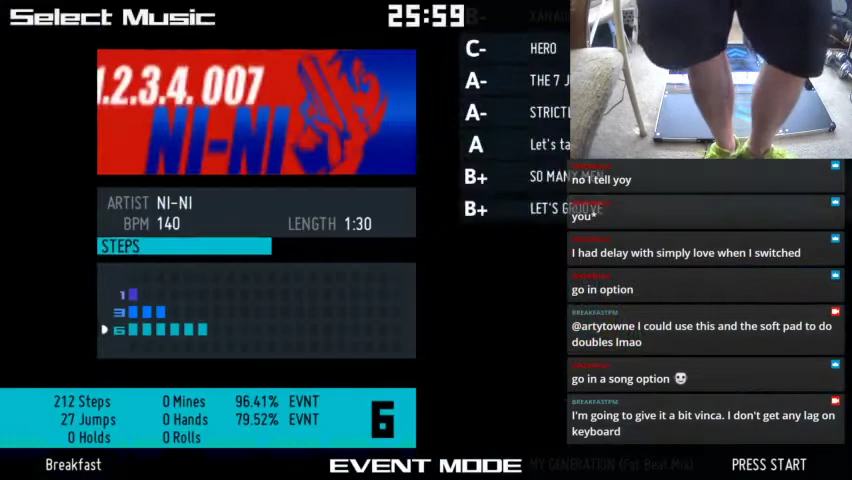 Select Music
25:59
1.2.3.4. 007
NI-NI
ARTIST NI-NI
BPM 140
LENGTH 1:30
STEPS
1
3
6
212 Steps
0 Mines
96.41% EVNT
27 Jumps
0 Hands
79.52% EVNT
0 Holds
0 Rolls
6
B-
C- HERO
A- THE 7 J
A- STRICTL
A Let's ta
B+ SO MANY MEN
B+ LET'S GROOVE
no I tell yoy
you*
I had delay with simply love when I switched
go in option
BREAKFASTPM
@artytowne I could use this and the soft pad to do
doubles lmao
go in a song option
BREAKFASTPM
I'm going to give it a bit vinca. I don't get any lag on
keyboard
Breakfast
EVENT MODE
MY GENERATION (Fat Beat Mix)
PRESS START